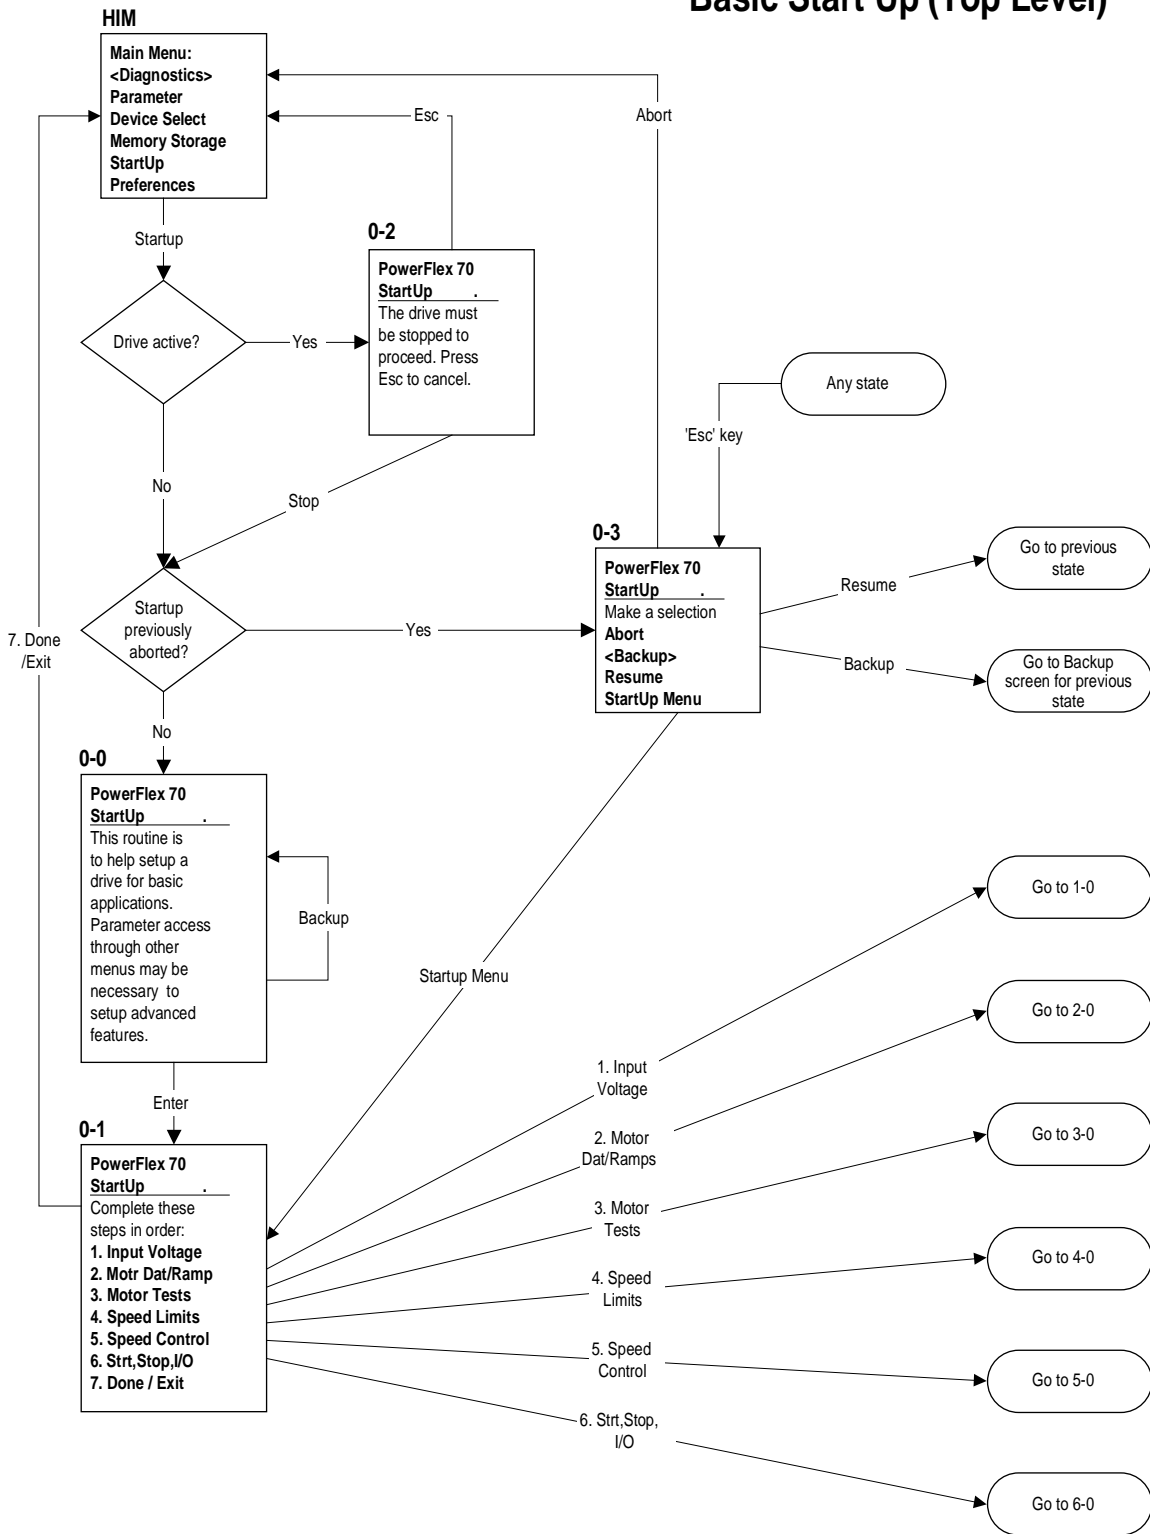 Basic Start Up (Top Level)
HIM
Main Menu:
<Diagnostics>
Parameter
Device Select
Memory Storage
StartUp
Preferences
Esc
Abort
Startup
0-2
PowerFlex 70
StartUp .
The drive must
be stopped to
proceed. Press
Esc to cancel.
Drive active?
Yes
Any state
'Esc' key
No
Stop
0-3
PowerFlex 70
StartUp .
Make a selection
Abort
<Backup>
Resume
StartUp Menu
Go to previous
state
Resume
Startup
previously
aborted?
Yes
7. Done
/Exit
Backup
Go to Backup
screen for previous
state
No
0-0
PowerFlex 70
StartUp .
This routine is
to help setup a
drive for basic
applications.
Parameter access
through other
menus may be
necessary to
setup advanced
features.
Backup
Startup Menu
Go to 1-0
Go to 2-0
1. Input
Voltage
Enter
0-1
PowerFlex 70
StartUp .
Complete these
steps in order:
1. Input Voltage
2. Motr Dat/Ramp
3. Motor Tests
4. Speed Limits
5. Speed Control
6. Strt,Stop,I/O
7. Done / Exit
2. Motor
Dat/Ramps
Go to 3-0
3. Motor
Tests
Go to 4-0
4. Speed
Limits
5. Speed
Control
Go to 5-0
6. Strt,Stop,
I/O
Go to 6-0